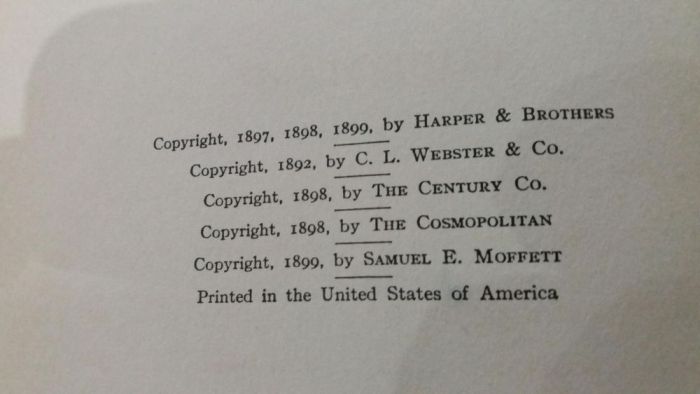 Copyright, 1897, 1898, 1899, by HARPER & BROTHERS
Copyright, 1892, by C. L. WEBSTER & Co.
Copyright, 1898, by THE CENTURY Co.
Copyright, 1898, by THE COSMOPOLITAN
Copyright, 1899, by SAMUEL E. MOFFETT
Printed in the United States of America